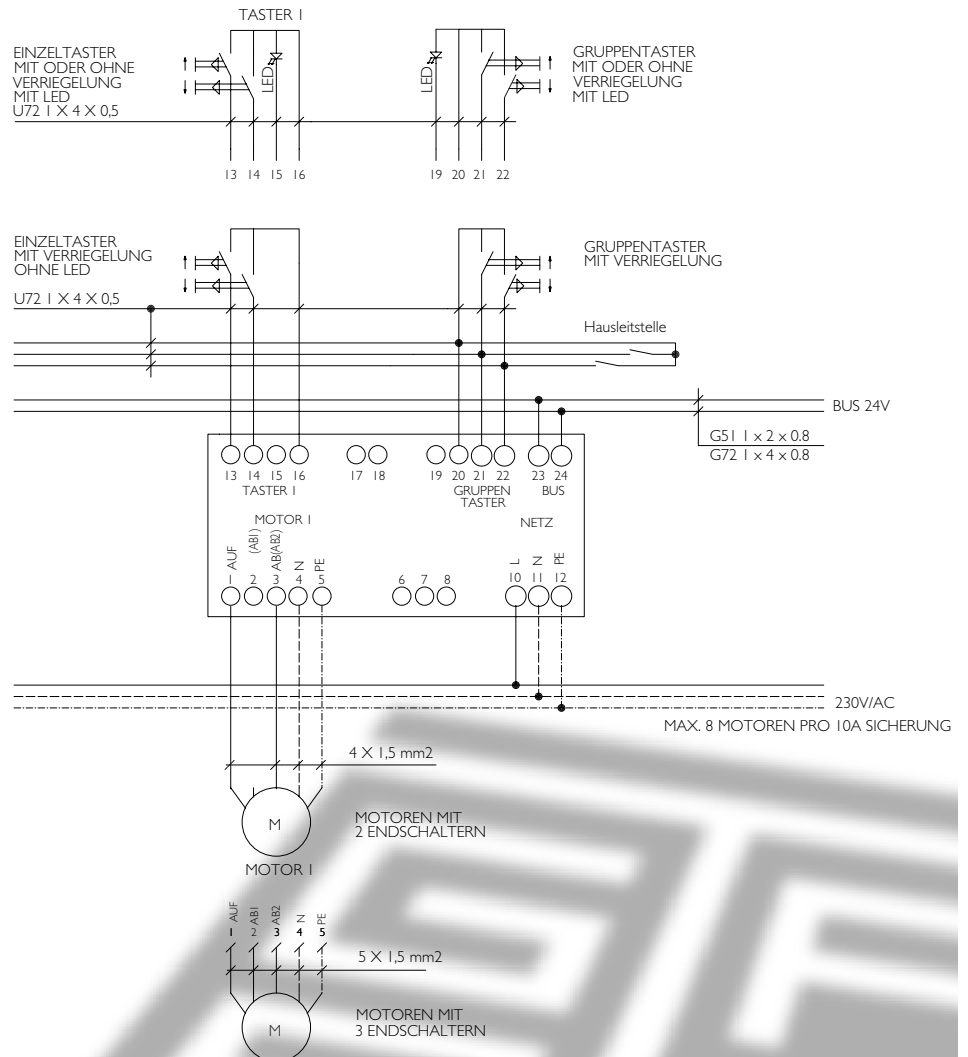 TASTER 1
EINZELTASTER
MIT ODER OHNE
VERRIEGELUNG
MIT LED
U72 1 X 4 X 0,5
LED
LED
GRUPPENTASTER
MIT ODER OHNE
VERRIEGELUNG
MIT LED
13 14 15 16
19 20 21 22
EINZELTASTER
MIT VERRIEGELUNG
OHNE LED
U72 1 X 4 X 0,5
GRUPPENTASTER
MIT VERRIEGELUNG
Hausleitstelle
BUS 24V
G51 1 x 2 x 0.8
G72 1 x 4 x 0.8
13 14 15 16 17 18 19 20 21 22 23 24
TASTER 1
GRUPPEN
TASTER
BUS
MOTOR 1
NETZ
AUF (AB1) AB(AB2) N PE
L N PE
1 2 3 4 5 6 7 8 10 11 12
230V/AC
MAX. 8 MOTOREN PRO 10A SICHERUNG
4 X 1,5 mm2
M
MOTOREN MIT
2 ENDSCHALTERN
MOTOR 1
AUF AB1 AB2 N PE
1 2 3 4 5
5 X 1,5 mm2
M
MOTOREN MIT
3 ENDSCHALTERN